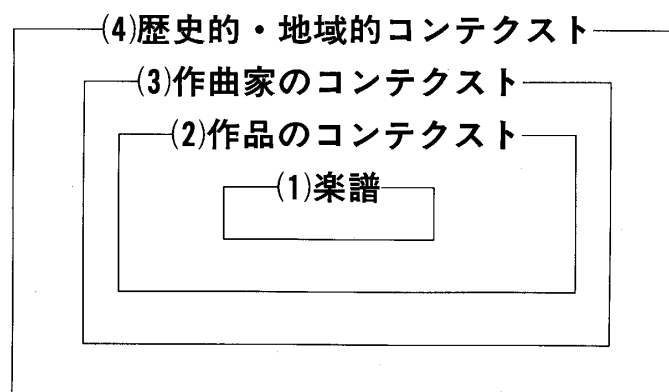 (4)歴史的・地域的コンテクスト
(3)作曲家のコンテクスト
(2)作品のコンテクスト
(1)楽譜